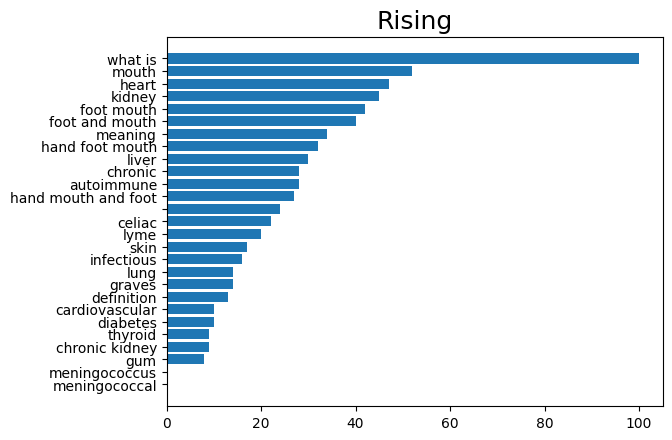 Rising
what is
mouth
heart
kidney
foot mouth
foot and mouth
meaning
hand foot mouth
liver
chronic
autoimmune
hand mouth and foot
celiac
lyme
skin
infectious
lung
graves
definition
cardiovascular
diabetes
thyroid
chronic kidney
gum
meningococcus
meningococcal
0 20 40 60 80 100